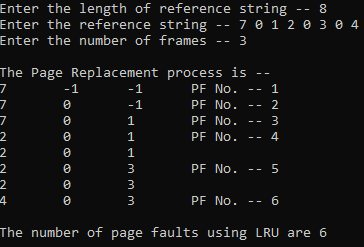 Enter the length of reference string -- 8
Enter the reference string -- 7 0 1 2 0 3 0 4
Enter the number of frames -- 3
The Page Replacement process is --
7 -1 -1 PF No. -- 1
7 0 -1 PF No. -- 2
7 0 1 PF No. -- 3
2 0 1 PF No. -- 4
2 0 1
2 0 3 PF No. -- 5
2 0 3
4 0 3 PF No. -- 6
The number of page faults using LRU are 6